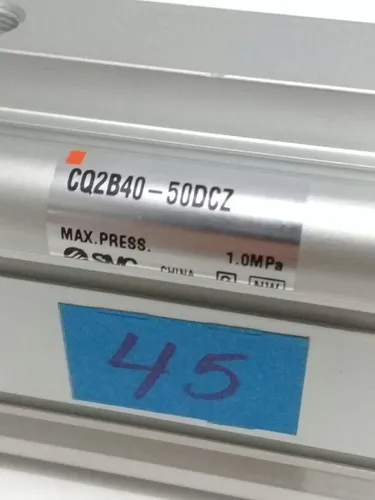 CQ2B40-50DCZ
MAX.PRESS. 1.0MPa
SMC CHINA
45